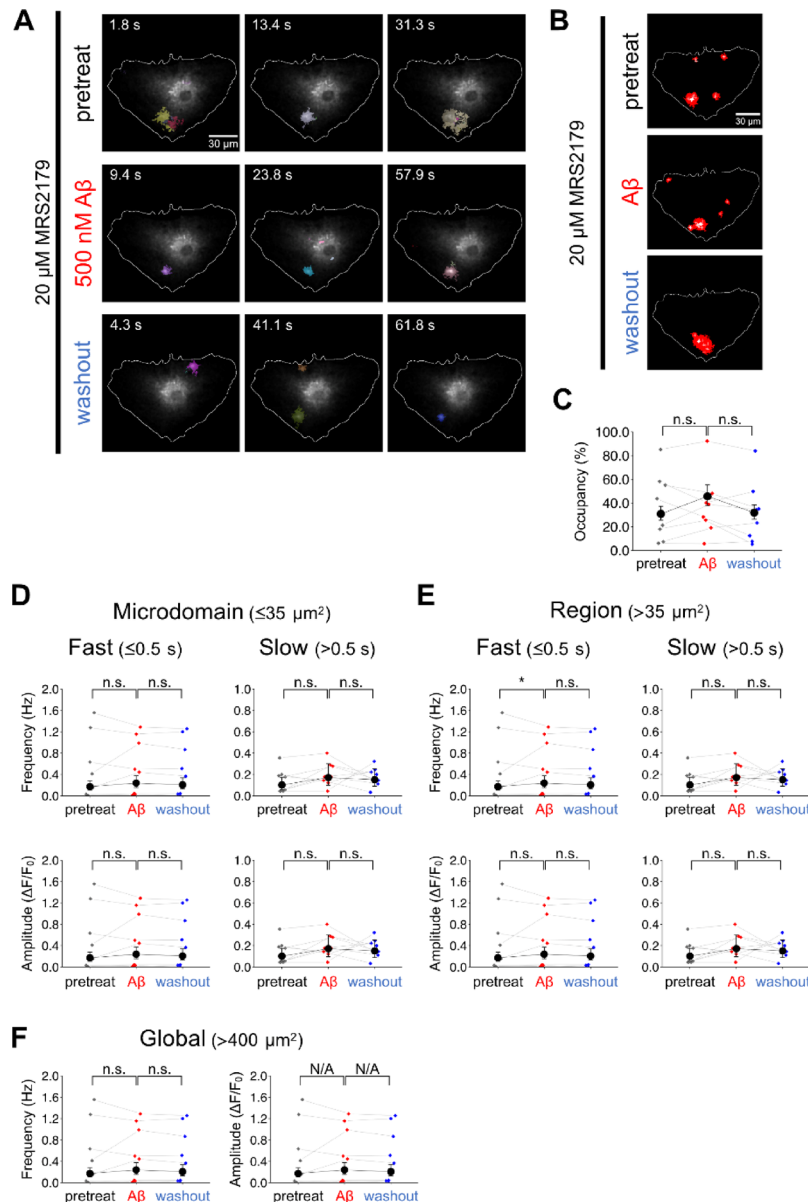 A
20 µM MRS2179
pretreat
1.8 s
13.4 s
31.3 s
30 µm
500 nM Aβ
9.4 s
23.8 s
57.9 s
washout
4.3 s
41.1 s
61.8 s
B
20 µM MRS2179
pretreat
30 µm
Aβ
washout
C
n.s. n.s.
Occupancy (%)
100.0
80.0
60.0
40.0
20.0
0.0
pretreat Aβ washout
D
Microdomain (≤35 µm²)
Fast (≤0.5 s)
n.s. n.s.
Frequency (Hz)
2.0
1.6
1.2
0.8
0.4
0.0
pretreat Aβ washout
Slow (>0.5 s)
n.s. n.s.
1.0
0.8
0.6
0.4
0.2
0.0
pretreat Aβ washout
n.s. n.s.
Amplitude (ΔF/F₀)
2.0
1.6
1.2
0.8
0.4
0.0
pretreat Aβ washout
n.s. n.s.
1.0
0.8
0.6
0.4
0.2
0.0
pretreat Aβ washout
E
Region (>35 µm²)
Fast (≤0.5 s)
* n.s.
Frequency (Hz)
2.0
1.6
1.2
0.8
0.4
0.0
pretreat Aβ washout
Slow (>0.5 s)
n.s. n.s.
1.0
0.8
0.6
0.4
0.2
0.0
pretreat Aβ washout
n.s. n.s.
Amplitude (ΔF/F₀)
2.0
1.6
1.2
0.8
0.4
0.0
pretreat Aβ washout
n.s. n.s.
1.0
0.8
0.6
0.4
0.2
0.0
pretreat Aβ washout
F
Global (>400 µm²)
n.s. n.s.
Frequency (Hz)
2.0
1.6
1.2
0.8
0.4
0.0
pretreat Aβ washout
N/A N/A
Amplitude (ΔF/F₀)
2.0
1.6
1.2
0.8
0.4
0.0
pretreat Aβ washout